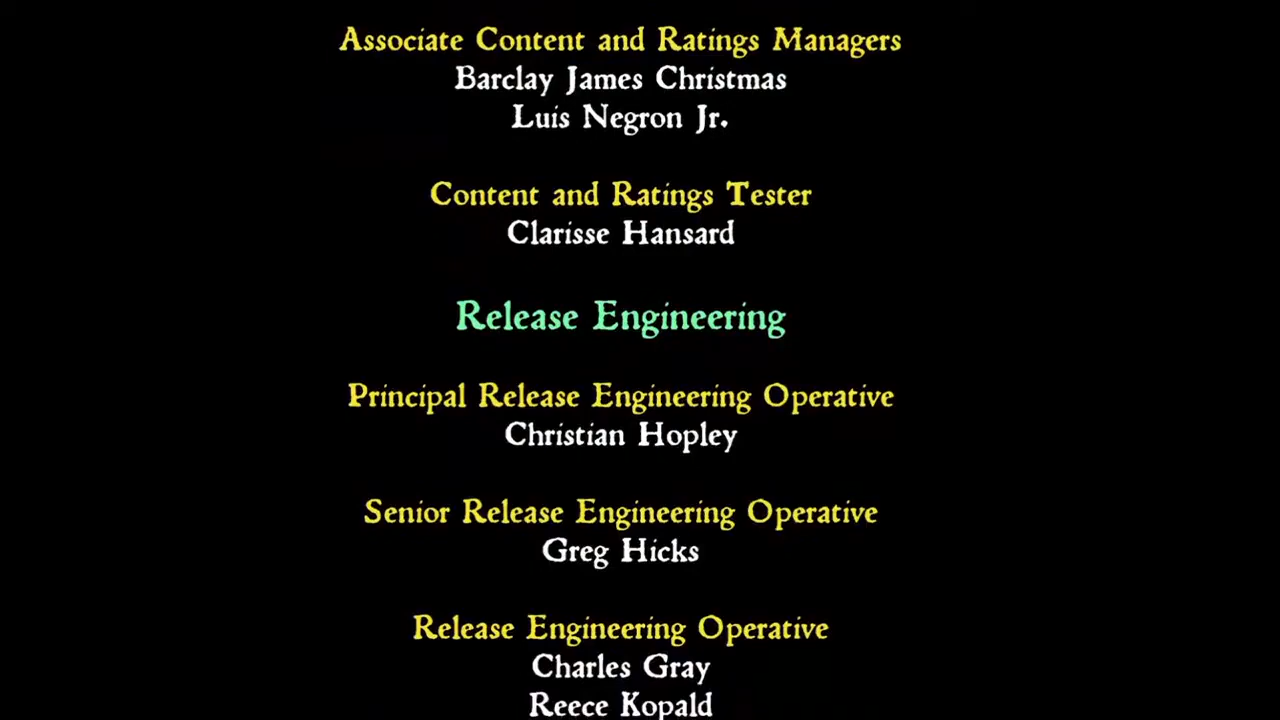 Associate Content and Ratings Managers
Barclay James Christmas
Luis Negron Jr.
Content and Ratings Tester
Clarisse Hansard
Release Engineering
Principal Release Engineering Operative
Christian Hopley
Senior Release Engineering Operative
Greg Hicks
Release Engineering Operative
Charles Gray
Reece Kopald